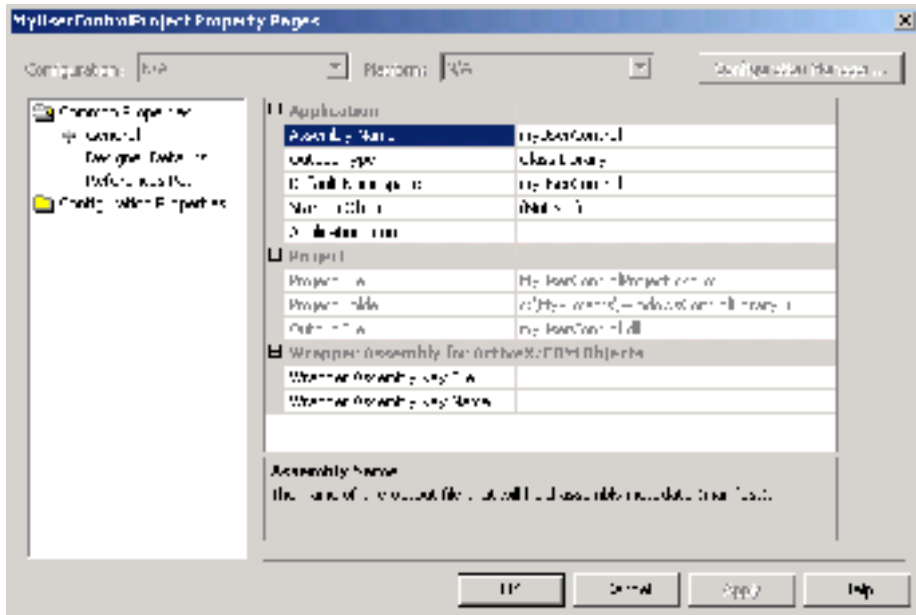 MyUserControlProject Property Pages
Configuration: N/A
Platform: N/A
Configuration Manager...
Common Properties
General
Designer Defaults
References Path
Configuration Properties
Application
Assembly Name myUserControl
Output Type Class Library
Default Namespace myUserControl
Startup Object (Not set)
Application Icon
Project
Project File MyUserControlProject.csproj
Project Folder
Output File myUserControl.dll
Wrapper Assembly for ActiveX/COM Objects
Wrapper Assembly Key File
Wrapper Assembly Key Name
Assembly Name
The name of the output file that will hold assembly metadata (manifest).
OK
Cancel
Apply
Help